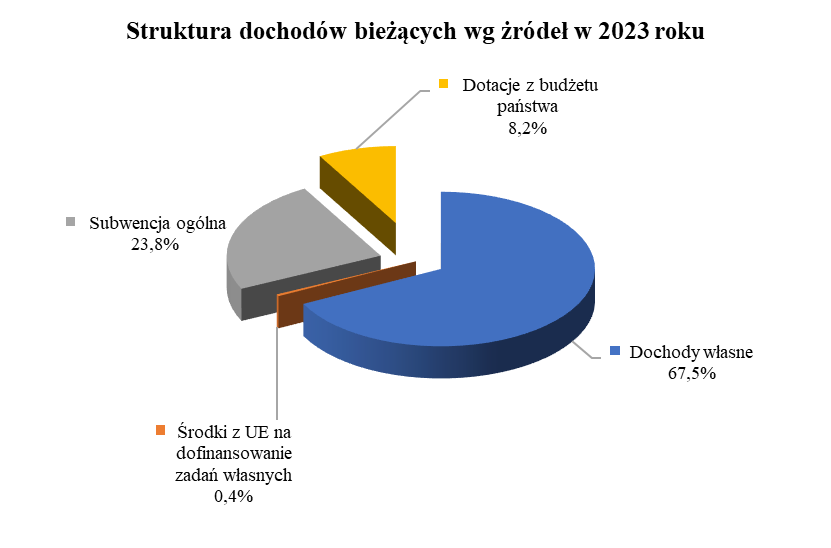 Struktura dochodów bieżących wg żródeł w 2023 roku
Dotacje z budżetu
państwa
8,2%
Subwencja ogólna
23,8%
Dochody własne
67,5%
Środki z UE na
dofinansowanie
zadań własnych
0,4%